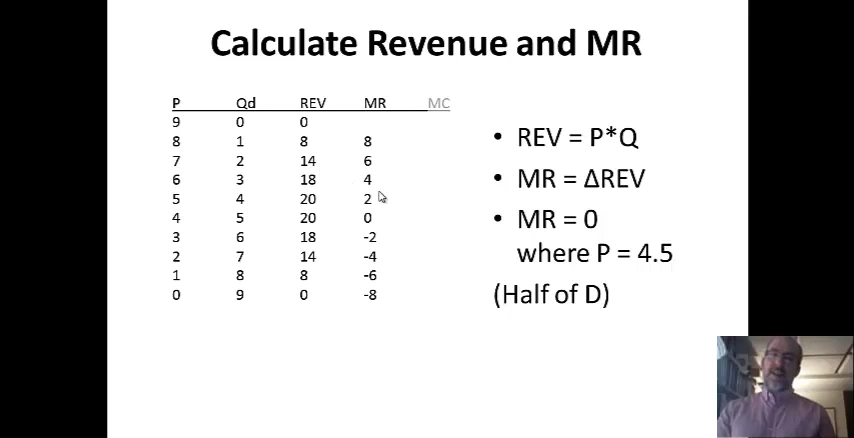 Calculate Revenue and MR
P Qd REV MR MC
9 0 0
8 1 8 8
7 2 14 6
6 3 18 4
5 4 20 2
4 5 20 0
3 6 18 -2
2 7 14 -4
1 8 8 -6
0 9 0 -8
• REV = P*Q
• MR = ΔREV
• MR = 0
where P = 4.5
(Half of D)